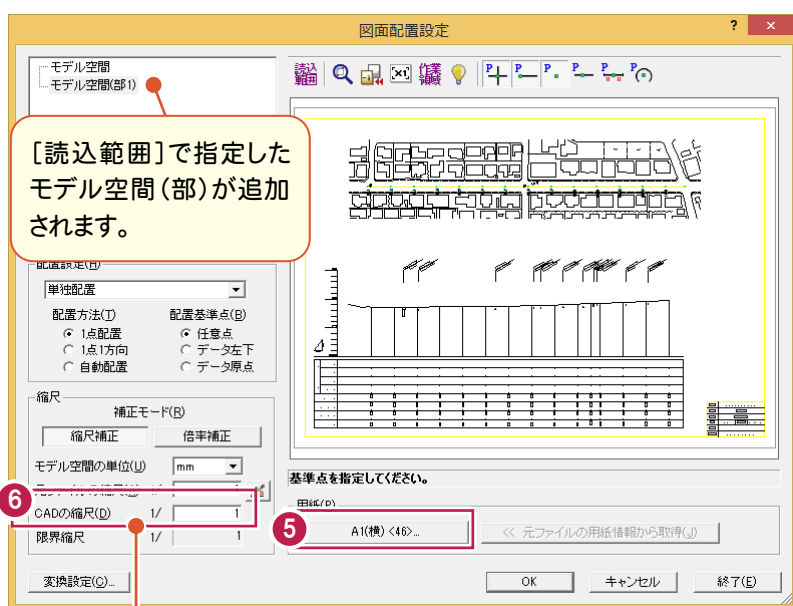 図面配置設定
? ×
モデル空間
モデル空間(部1)
読込範囲
作業領域
[読込範囲]で指定した
モデル空間(部)が追加
されます。
配置設定(H)
単独配置
配置方法(T)
配置基準点(B)
1点配置
任意点
1点1方向
データ左下
自動配置
データ原点
縮尺
補正モード(R)
縮尺補正
倍率補正
モデル空間の単位(U)
mm
CADの縮尺(D) 1/ 1
限界縮尺 1/ 1
6
基準点を指定してください。
用紙(P)
5
A1(横) <46>...
<< 元ファイルの用紙情報から取得(J)
変換設定(C)...
OK
キャンセル
終了(E)